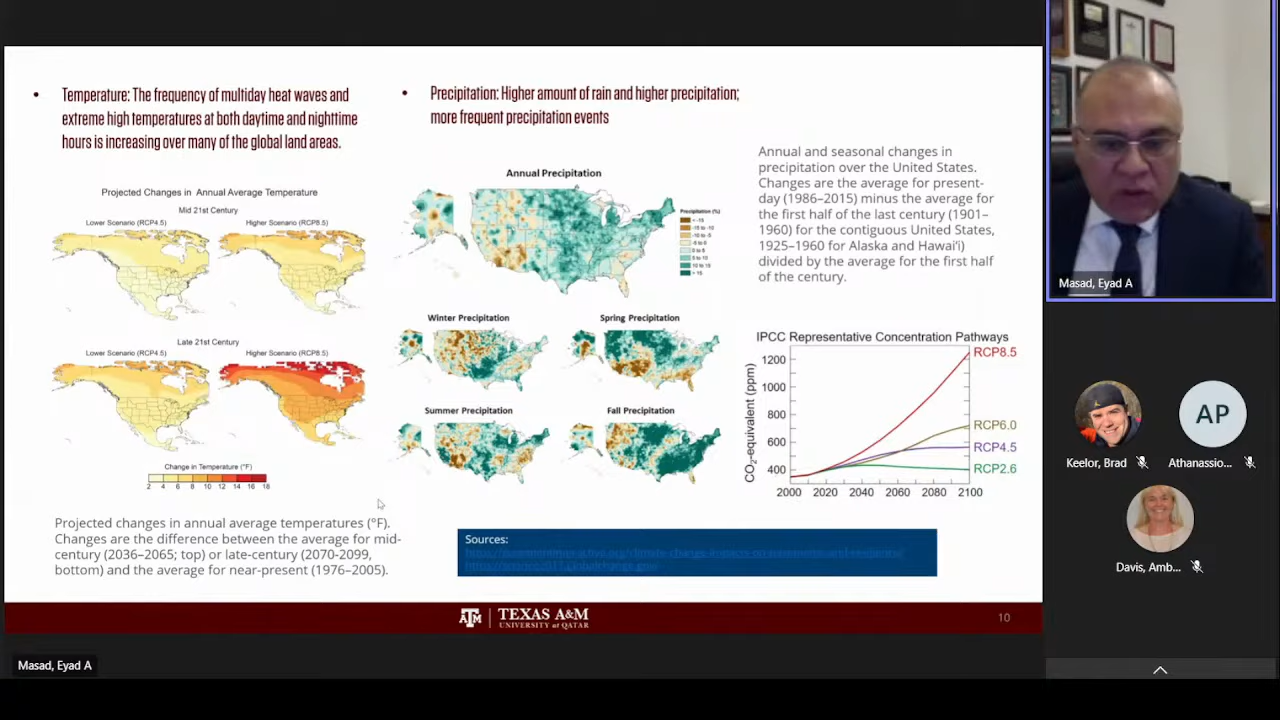 • Temperature: The frequency of multiday heat waves and
extreme high temperatures at both daytime and nighttime
hours is increasing over many of the global land areas.
Projected Changes in Annual Average Temperature
Mid 21st Century
Lower Scenario (RCP4.5)
Higher Scenario (RCP8.5)
Late 21st Century
Lower Scenario (RCP4.5)
Higher Scenario (RCP8.5)
Change in Temperature (°F)
2 4 6 8 10 12 14 16 18
Projected changes in annual average temperatures (°F).
Changes are the difference between the average for mid-
century (2036–2065; top) or late-century (2070-2099,
bottom) and the average for near-present (1976–2005).
• Precipitation: Higher amount of rain and higher precipitation;
more frequent precipitation events
Annual Precipitation
Precipitation (%)
Winter Precipitation
Spring Precipitation
Summer Precipitation
Fall Precipitation
Annual and seasonal changes in
precipitation over the United States.
Changes are the average for present-
day (1986–2015) minus the average for
the first half of the last century (1901–
1960) for the contiguous United States,
1925–1960 for Alaska and Hawai'i)
divided by the average for the first half
of the century.
IPCC Representative Concentration Pathways
CO2-equivalent (ppm)
1200
1000
800
600
400
2000 2020 2040 2060 2080 2100
RCP8.5
RCP6.0
RCP4.5
RCP2.6
Sources:
ATM TEXAS A&M
UNIVERSITY at QATAR
10
Masad, Eyad A
Masad, Eyad A
Keelor, Brad
AP
Athanassio...
Davis, Amb...